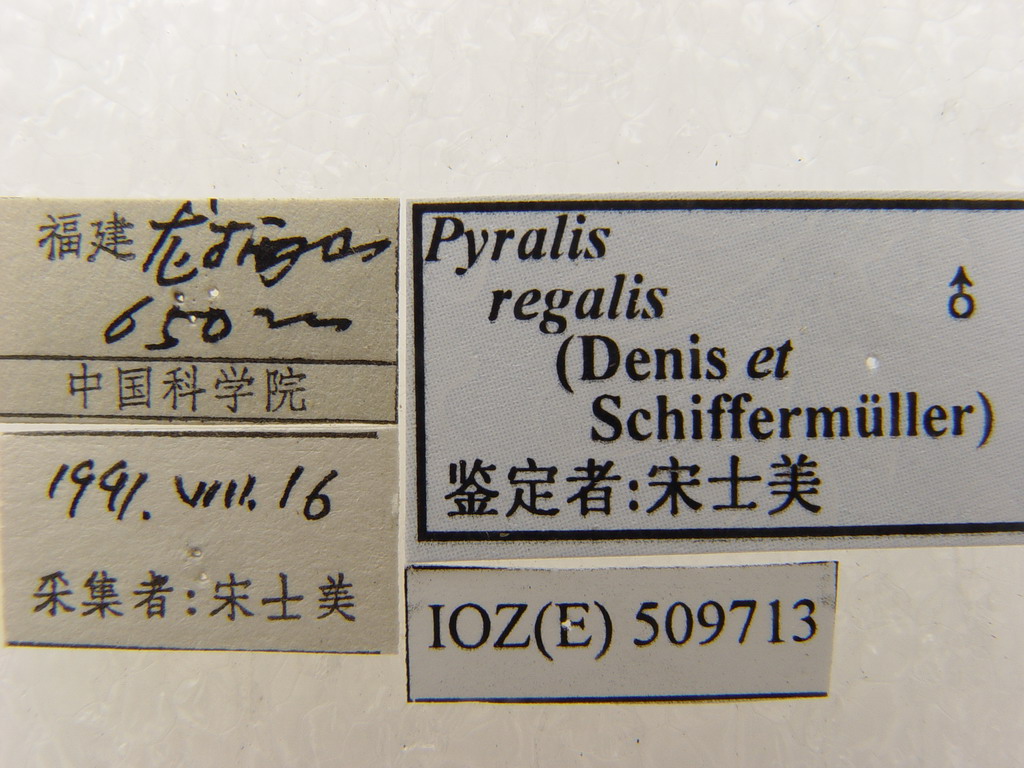 福建
650m
中国科学院
1991. VIII. 16
采集者:宋士美
Pyralis
regalis
♂
(Denis et
Schiffermüller)
鉴定者:宋士美
IOZ(E) 509713